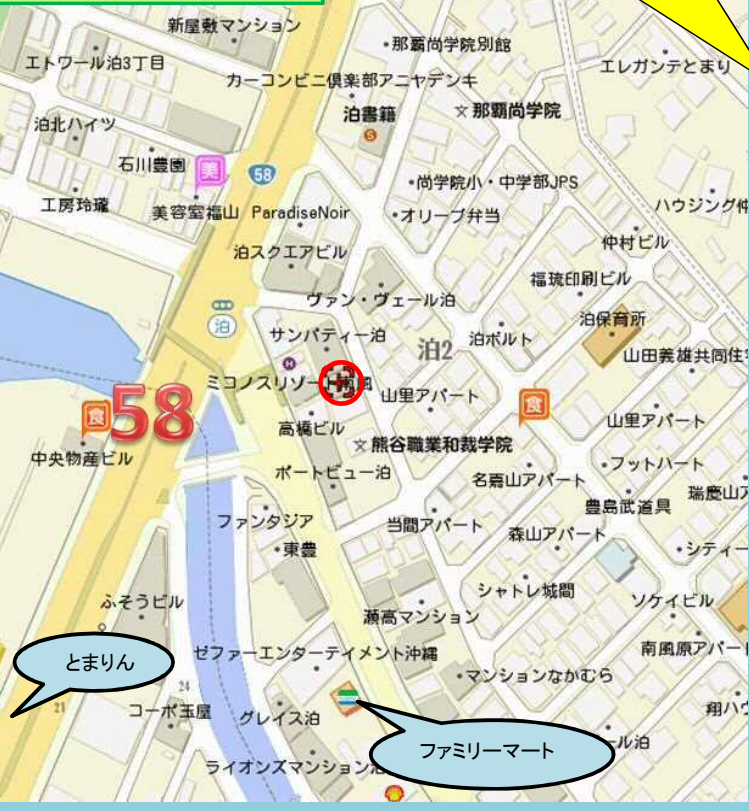 新屋敷マンション
・那覇尚学院別館
エトワール泊3丁目
エレガンテとまり
カーコンビニ倶楽部アニヤデンキ
泊書籍
文那覇尚学院
S
泊北ハイツ
石川豊園
美
58
・尚学院小・中学部JPS
工房玲瓏
美容室福山
ParadiseNoir
・オリーブ弁当
ハウジング仲
泊スクエアビル
仲村ビル
福琉印刷ビル
ヴァン・ヴェール泊
泊
サンパティー泊
泊2
泊ポルト
泊保育所
山田義雄共同住宅
H
ミコノスリゾート南風
山里アパート
食
58
食
高橋ビル
山里アパート
中央物産ビル
文熊谷職業和裁学院
ポートビュー泊
名嘉山アパート
・フットハート
瑞慶山ア
豊島武道具
ファンタジア
当間アパート
森山アパート
・東豊
・シティー
シャトレ城間
ソケイビル
ふそうビル
瀬高マンション
とまりん
ゼファーエンターテイメント沖縄
南風原アパート
・マンションなかむら
24
21
コーポ玉屋
グレイス泊
翔ハウ
ファミリーマート
ール泊
ライオンズマンション泊